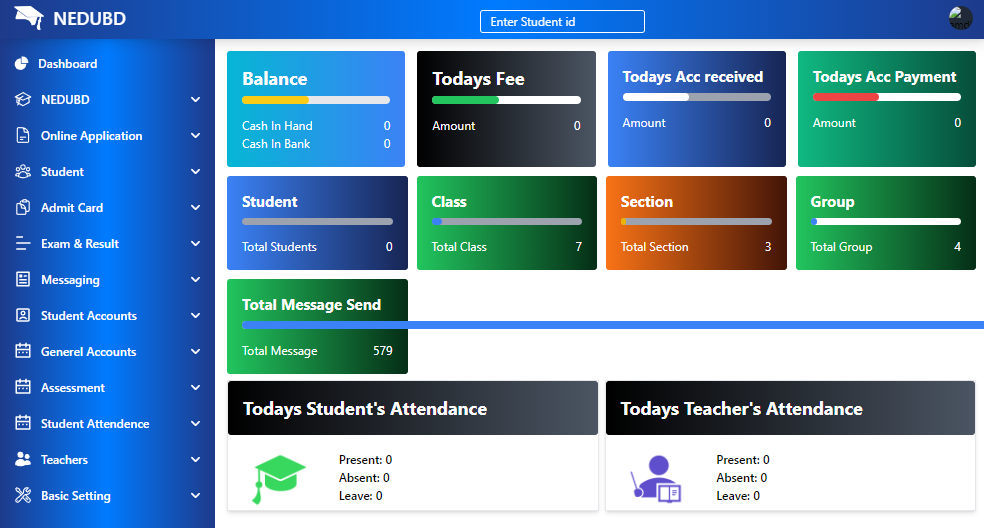 NEDUBD
Enter Student id
Dashboard
NEDUBD
Online Application
Student
Admit Card
Exam & Result
Messaging
Student Accounts
Generel Accounts
Assessment
Student Attendence
Teachers
Basic Setting
Balance
Cash In Hand 0
Cash In Bank 0
Todays Fee
Amount 0
Todays Acc received
Amount 0
Todays Acc Payment
Amount 0
Student
Total Students 0
Class
Total Class 7
Section
Total Section 3
Group
Total Group 4
Total Message Send
Total Message 579
Todays Student's Attendance
Present: 0
Absent: 0
Leave: 0
Todays Teacher's Attendance
Present: 0
Absent: 0
Leave: 0